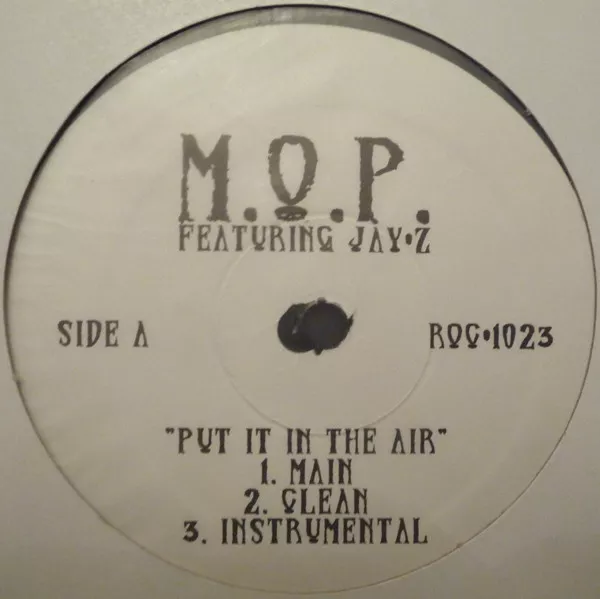 M.O.P.
FEATURING JAY•Z
SIDE A
ROC•1023
"PUT IT IN THE AIR"
1. MAIN
2. CLEAN
3. INSTRUMENTAL